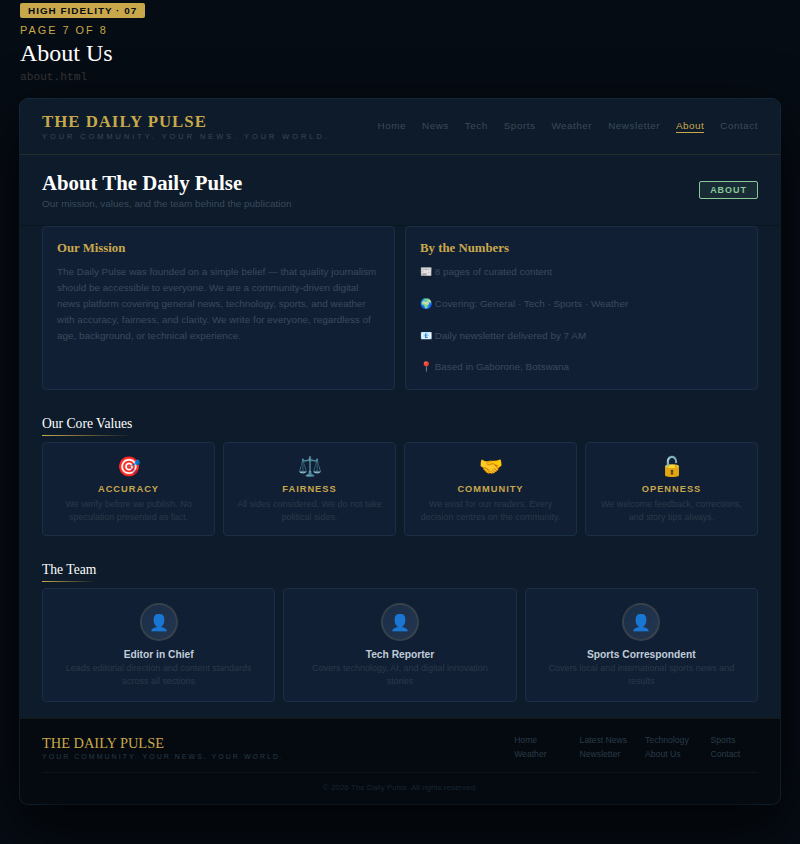 HIGH FIDELITY · 07
PAGE 7 OF 8
About Us
about.html
THE DAILY PULSE
YOUR COMMUNITY. YOUR NEWS. YOUR WORLD.
Home News Tech Sports Weather Newsletter About Contact
About The Daily Pulse
Our mission, values, and the team behind the publication
ABOUT
Our Mission
The Daily Pulse was founded on a simple belief — that quality journalism
should be accessible to everyone. We are a community-driven digital
news platform covering general news, technology, sports, and weather
with accuracy, fairness, and clarity. We write for everyone, regardless of
age, background, or technical experience.
By the Numbers
8 pages of curated content
Covering: General · Tech · Sports · Weather
Daily newsletter delivered by 7 AM
Based in Gaborone, Botswana
Our Core Values
ACCURACY
We verify before we publish. No
speculation presented as fact.
FAIRNESS
All sides considered. We do not take
political sides.
COMMUNITY
We exist for our readers. Every
decision centres on the community.
OPENNESS
We welcome feedback, corrections,
and story tips always.
The Team
Editor in Chief
Leads editorial direction and content standards
across all sections
Tech Reporter
Covers technology, AI, and digital innovation
stories
Sports Correspondent
Covers local and international sports news and
results
THE DAILY PULSE
YOUR COMMUNITY. YOUR NEWS. YOUR WORLD.
Home Latest News Technology Sports
Weather Newsletter About Us Contact
© 2026 The Daily Pulse. All rights reserved.